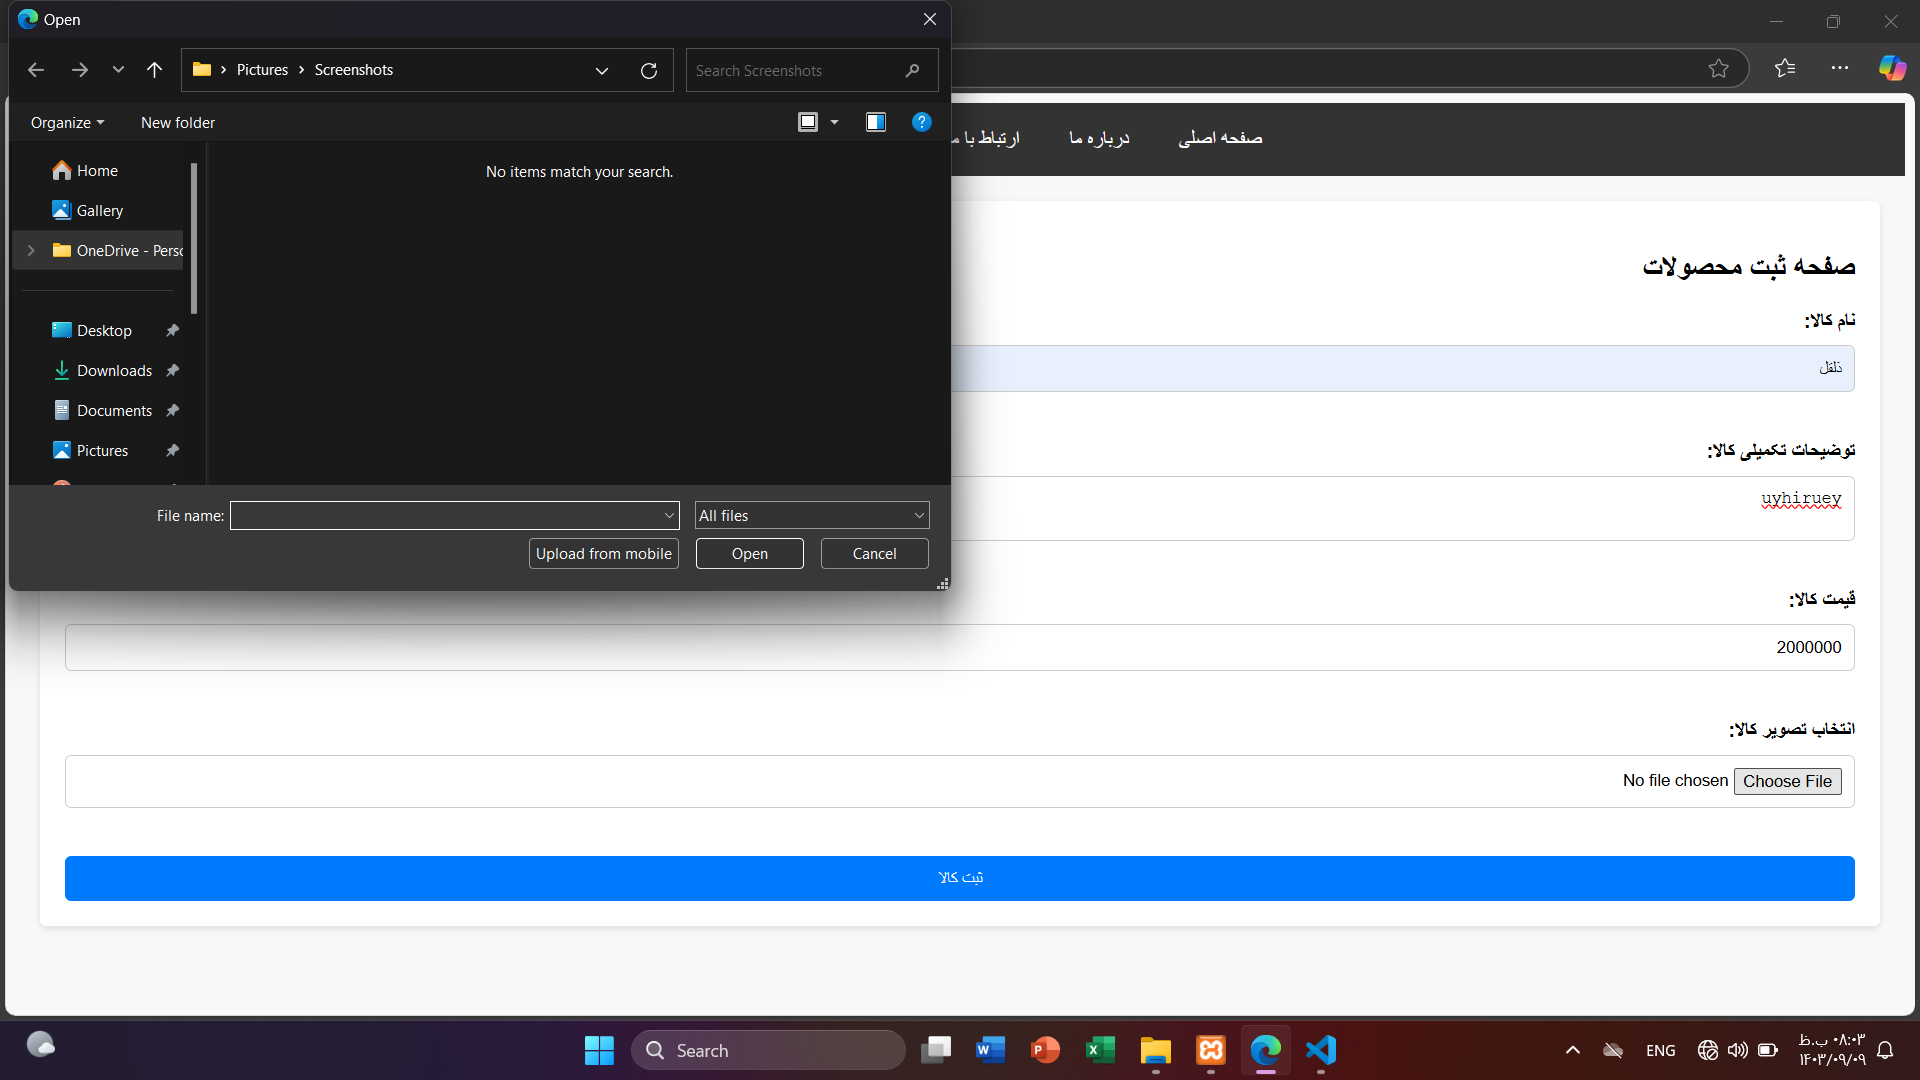 Open
Pictures
Screenshots
Search Screenshots
Organize
New folder
Home
Gallery
OneDrive - Perso
Desktop
Downloads
Documents
Pictures
No items match your search.
File name:
All files
Upload from mobile
Open
Cancel
صفحه اصلی
درباره ما
ارتباط با م
صفحه ثبت محصولات
نام کالا:
ذلقل
توضیحات تکمیلی کالا:
uyhiruey
قیمت کالا:
2000000
انتخاب تصویر کالا:
Choose File
No file chosen
ثبت کالا
Search
ENG
۰۸:۰۳ ب.ظ
۱۴۰۳/۰۹/۰۹